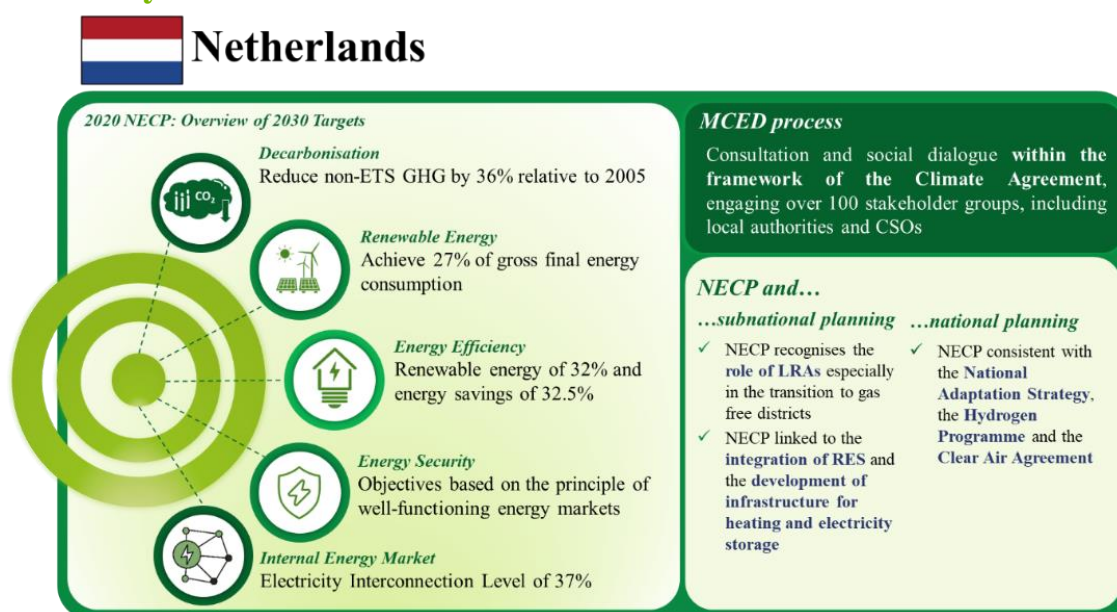 Netherlands
2020 NECP: Overview of 2030 Targets
Decarbonisation
Reduce non-ETS GHG by 36% relative to 2005
CO2
Renewable Energy
Achieve 27% of gross final energy
consumption
Energy Efficiency
Renewable energy of 32% and
energy savings of 32.5%
Energy Security
Objectives based on the principle of
well-functioning energy markets
Internal Energy Market
Electricity Interconnection Level of 37%
MCED process
Consultation and social dialogue within the
framework of the Climate Agreement,
engaging over 100 stakeholder groups, including
local authorities and CSOs
NECP and…
…subnational planning
✓ NECP recognises the
role of LRAs especially
in the transition to gas
free districts
✓ NECP linked to the
integration of RES and
the development of
infrastructure for
heating and electricity
storage
…national planning
✓ NECP consistent with
the National
Adaptation Strategy,
the Hydrogen
Programme and the
Clear Air Agreement